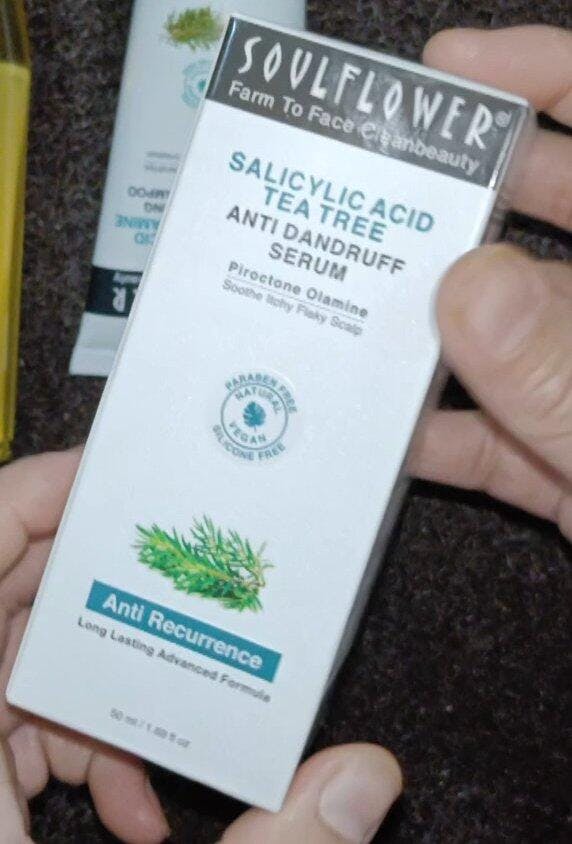 SOULFLOWER®
Farm To Face Cleanbeauty
SALICYLIC ACID
TEA TREE
ANTI DANDRUFF
SERUM
Piroctone Olamine
Soothe Itchy Flaky Scalp
PARABEN FREE
NATURAL
VEGAN
SILICONE FREE
Anti Recurrence
Long Lasting Advanced Formula
50 ml / 1.69 fl oz